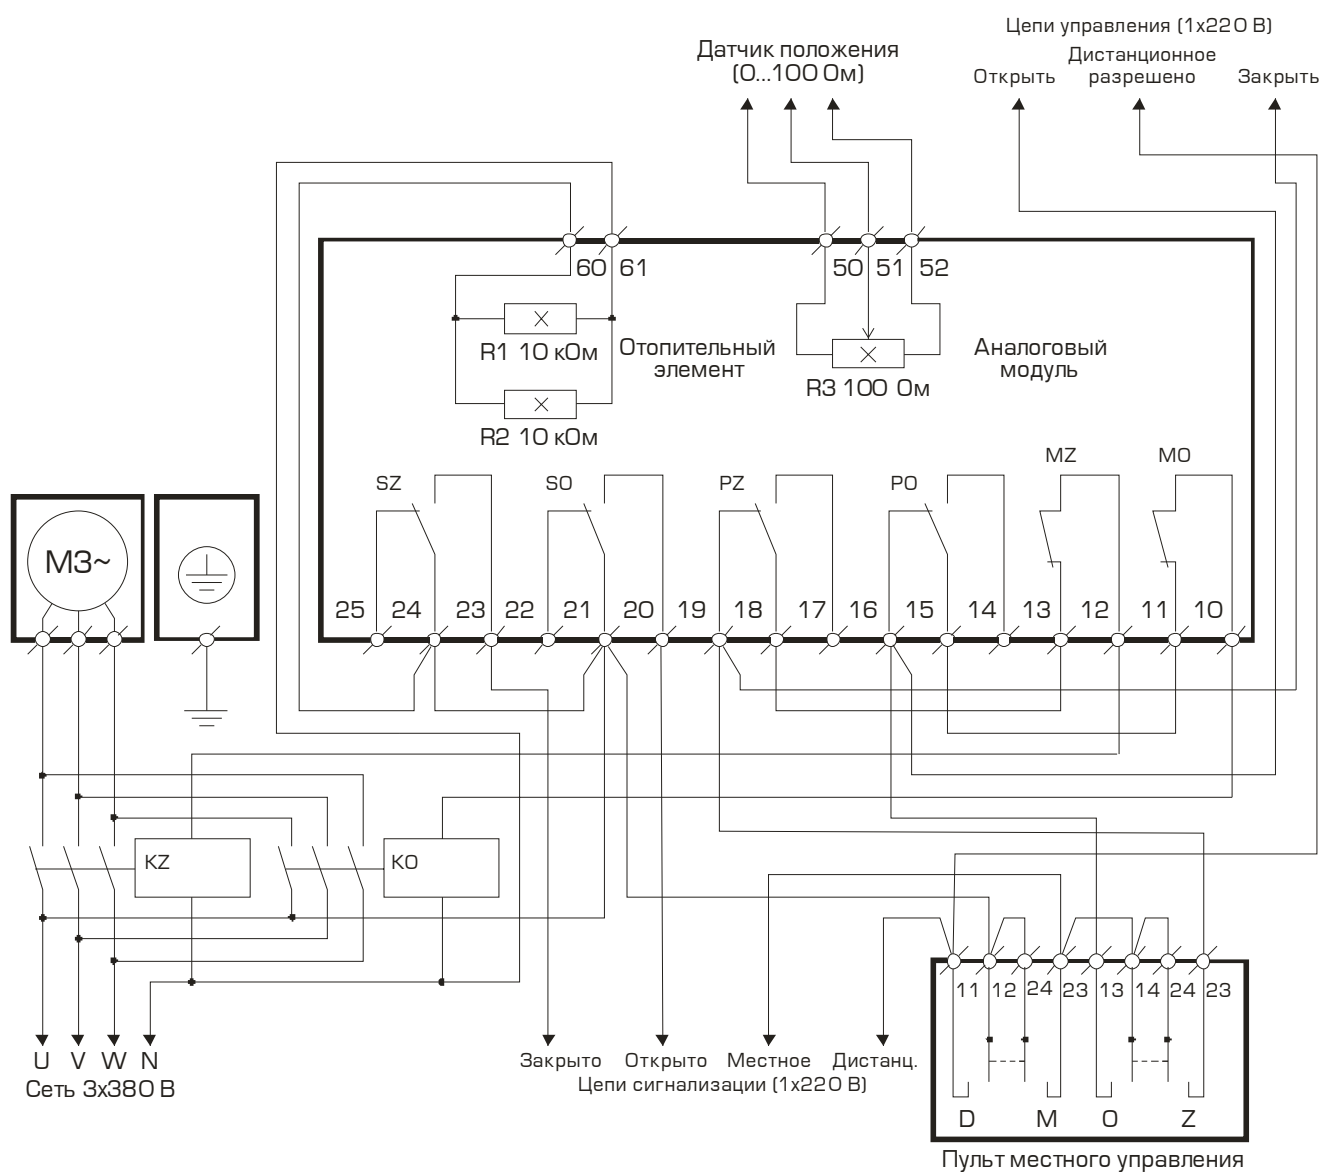 Цепи управления (1x220 В)
Датчик положения
(0...100 Ом)
Дистанционное
разрешено
Открыть
Закрыть
60 61
50 51 52
R1 10 кОм
Отопительный
элемент
R2 10 кОм
R3 100 Ом
Аналоговый
модуль
SZ SO PZ PO MZ MO
M3~
25 24 23 22 21 20 19 18 17 16 15 14 13 12 11 10
KZ KO
11 12 24 23 13 14 24 23
U V W N
Сеть 3x380 В
Закрыто Открыто Местное Дистанц.
Цепи сигнализации (1x220 В)
D M O Z
Пульт местного управления